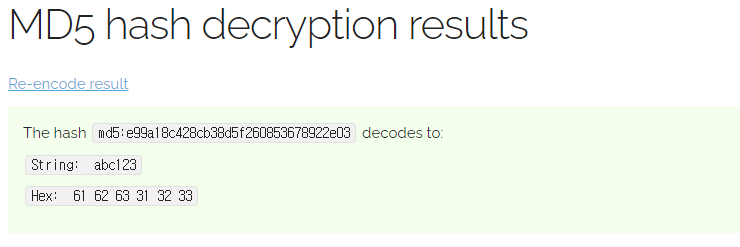 MD5 hash decryption results
Re-encode result
The hash md5:e99a18c428cb38d5f260853678922e03 decodes to:
String: abc123
Hex: 61 62 63 31 32 33